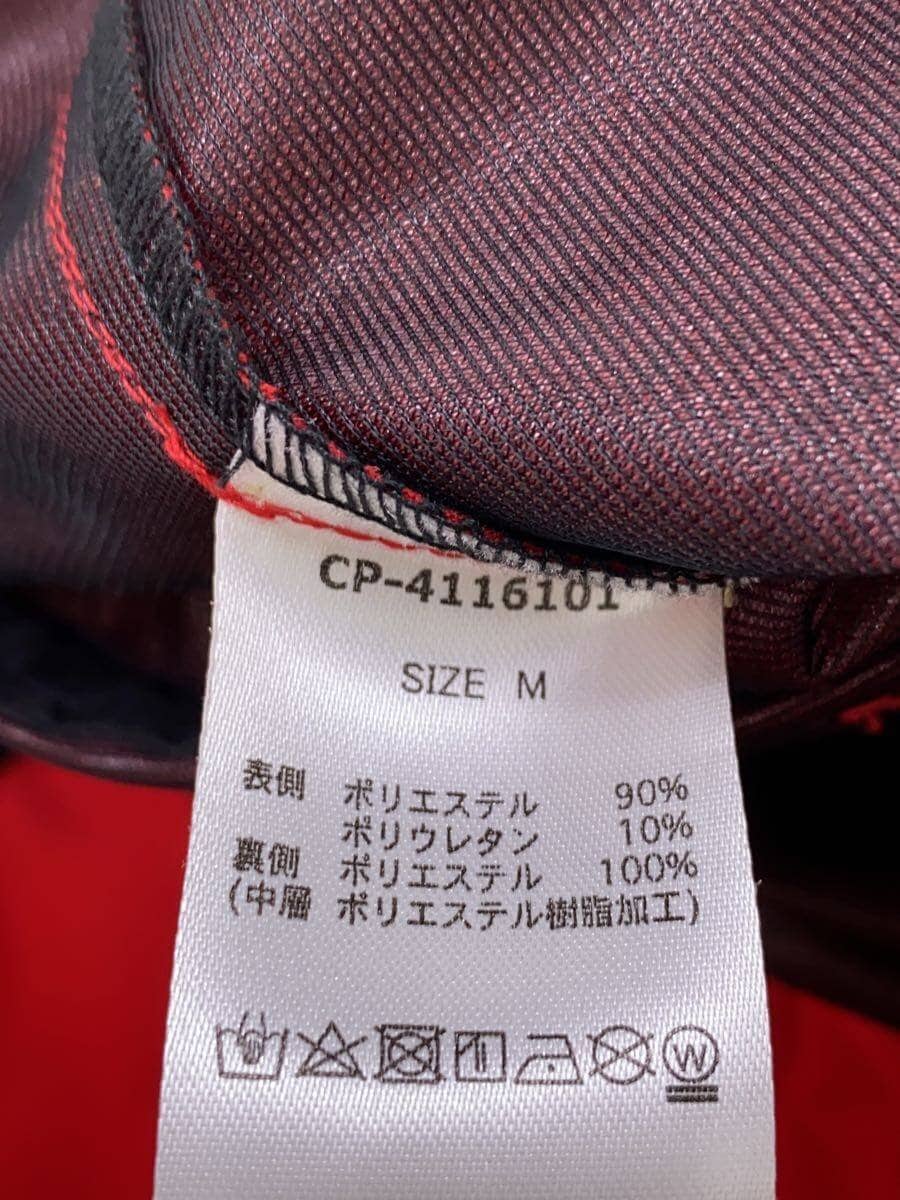 CP-4116101
SIZE M
表側 ポリエステル 90%
ポリウレタン 10%
裏側 ポリエステル 100%
(中層 ポリエステル樹脂加工)
W